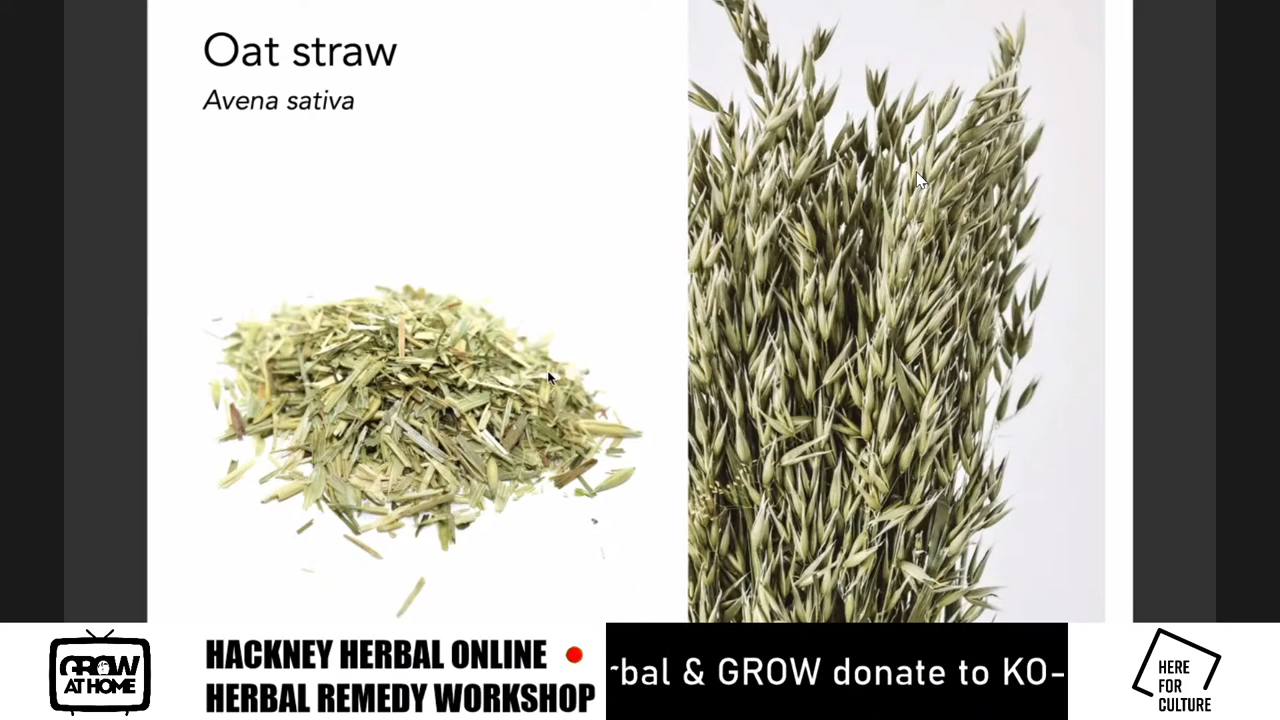 Oat straw
Avena sativa
GROW
AT HOME
HACKNEY HERBAL ONLINE
HERBAL REMEDY WORKSHOP
rbal & GROW donate to KO-
HERE
FOR
CULTURE